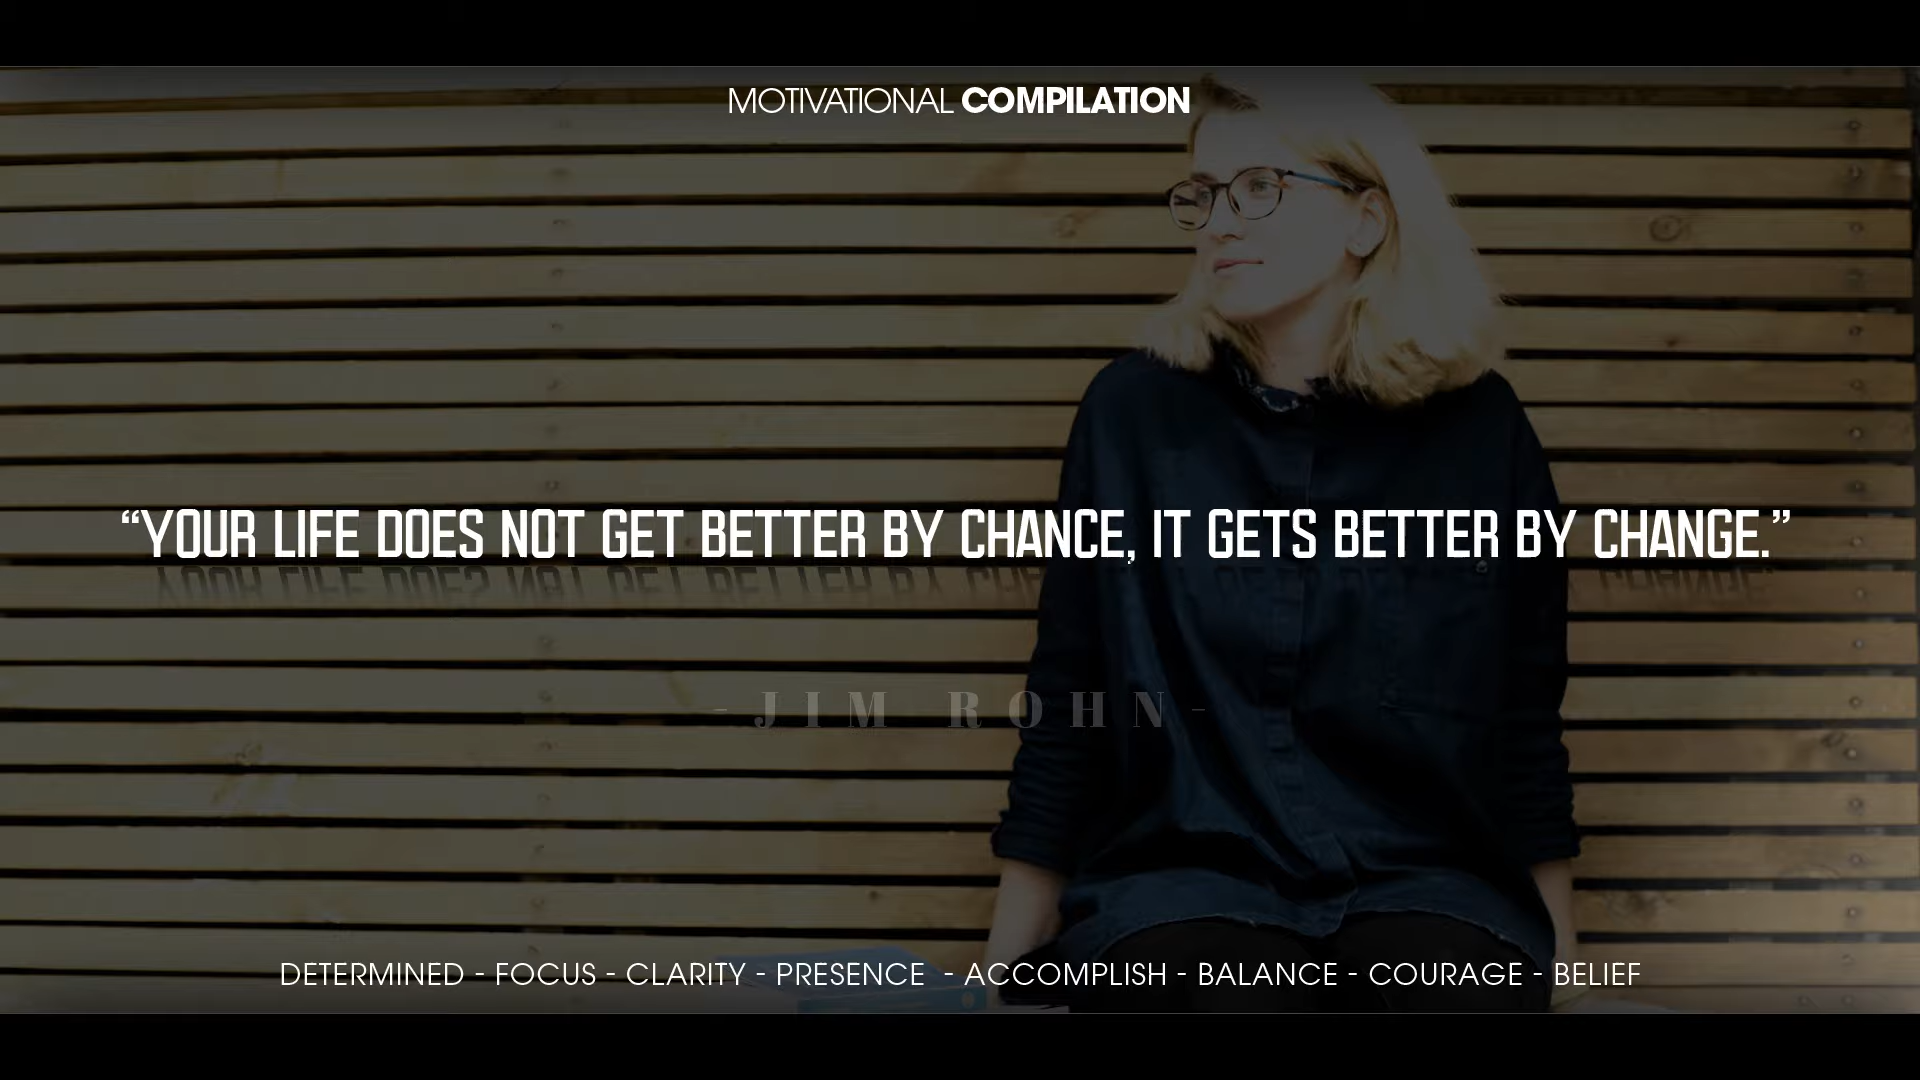 MOTIVATIONAL COMPILATION
“YOUR LIFE DOES NOT GET BETTER BY CHANCE, IT GETS BETTER BY CHANGE.”
- JIM ROHN -
DETERMINED - FOCUS - CLARITY - PRESENCE - ACCOMPLISH - BALANCE - COURAGE - BELIEF